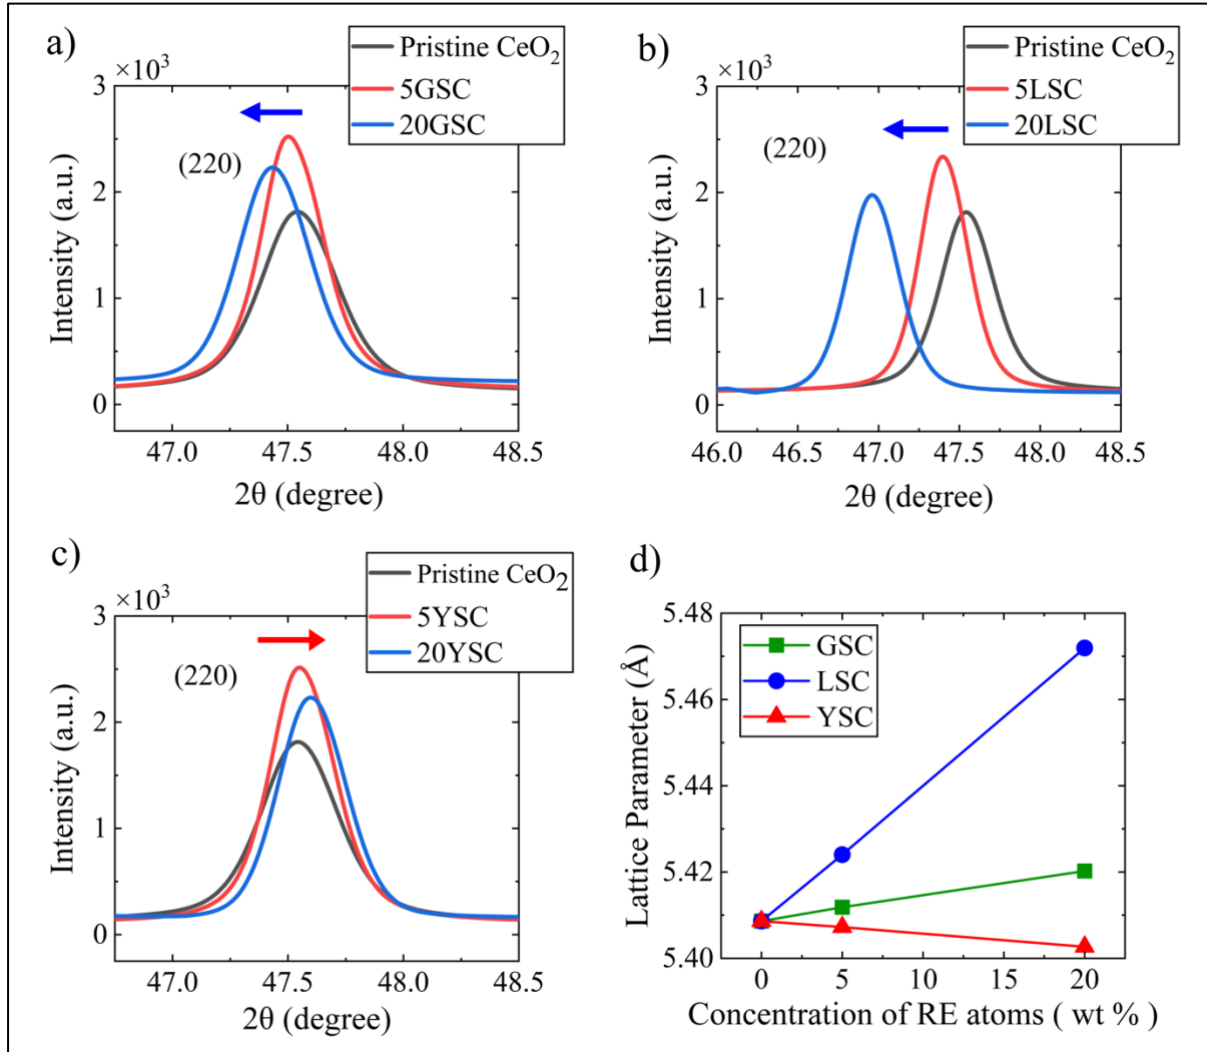 a)
Pristine CeO₂
5GSC
20GSC
×10³
(220)
3
2
1
0
Intensity (a.u.)
47.0 47.5 48.0 48.5
2θ (degree)
b)
Pristine CeO₂
5LSC
20LSC
×10³
(220)
3
2
1
0
Intensity (a.u.)
46.0 46.5 47.0 47.5 48.0 48.5
2θ (degree)
c)
Pristine CeO₂
5YSC
20YSC
×10³
(220)
3
2
1
0
Intensity (a.u.)
47.0 47.5 48.0 48.5
2θ (degree)
d)
GSC
LSC
YSC
5.48
5.46
5.44
5.42
5.40
Lattice Parameter (Å)
0 5 10 15 20
Concentration of RE atoms ( wt % )